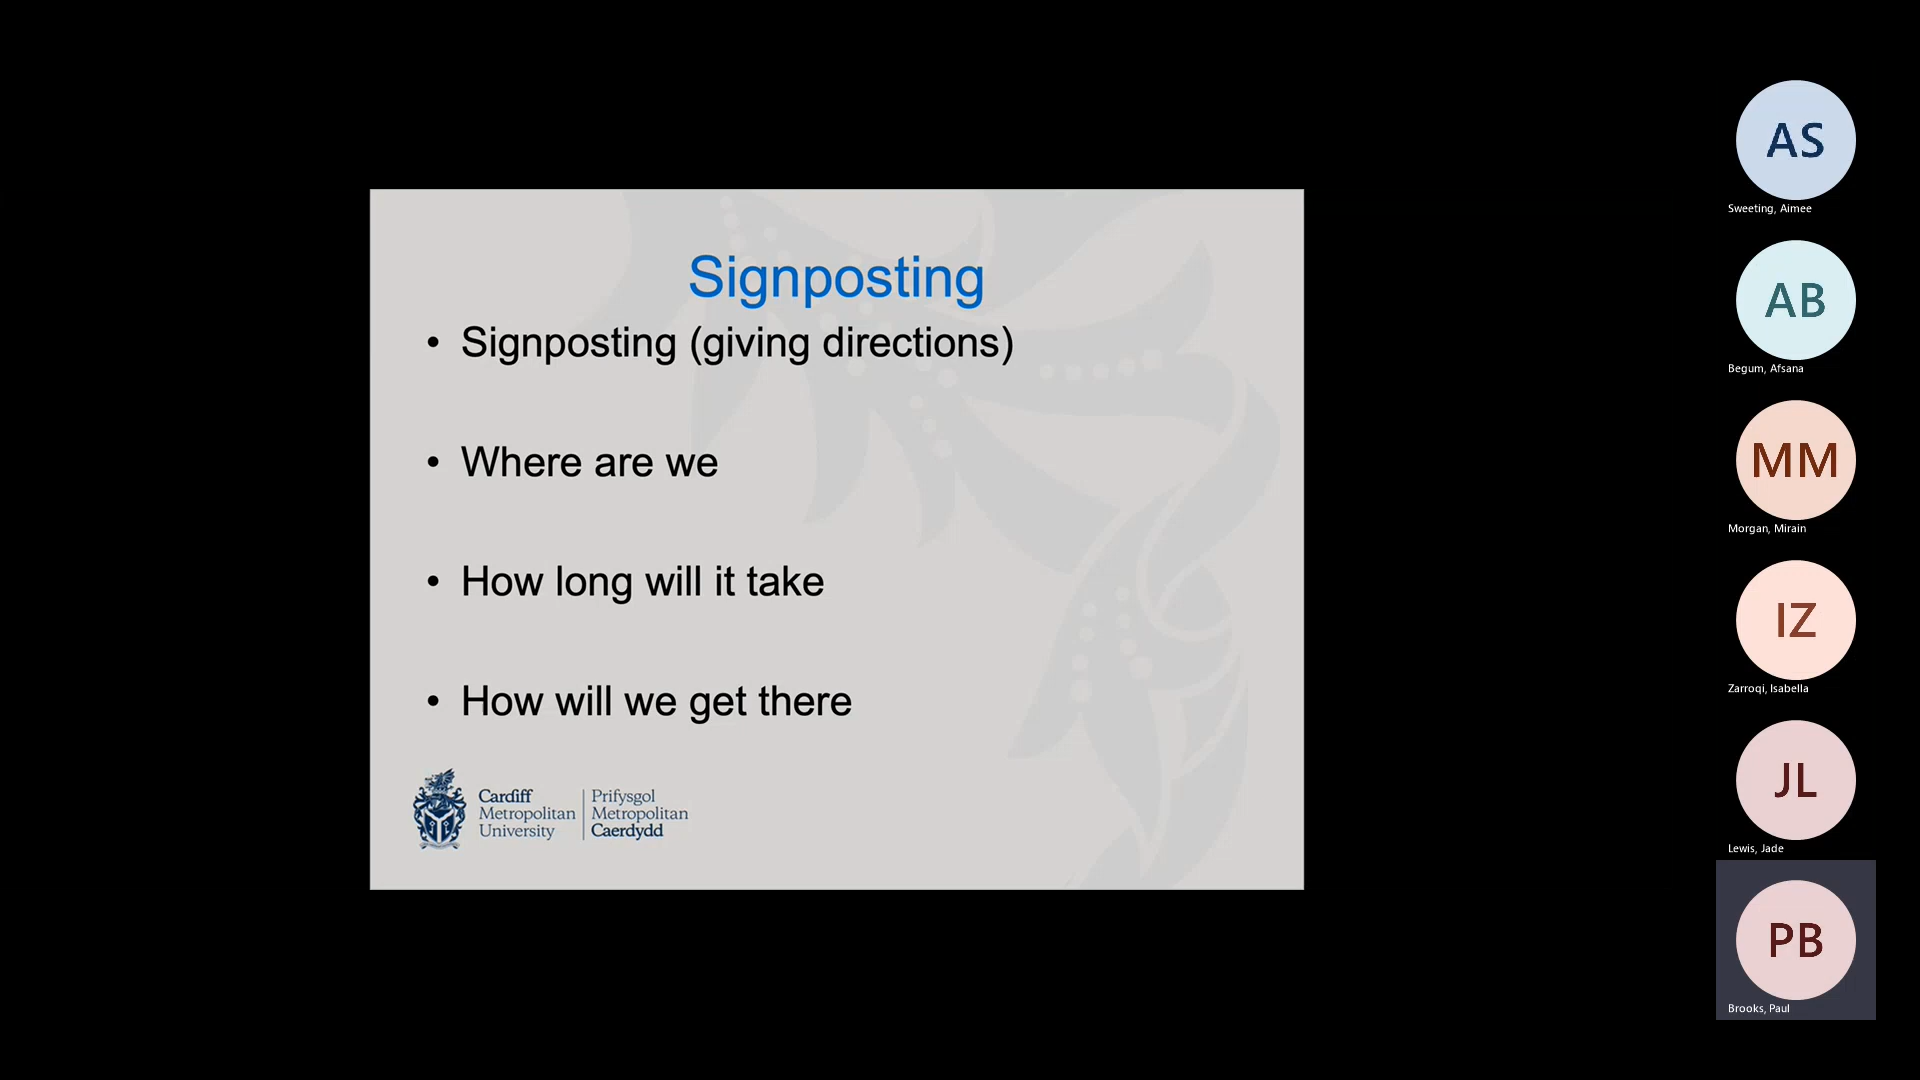 Signposting
• Signposting (giving directions)
• Where are we
• How long will it take
• How will we get there
Cardiff
Metropolitan
University
Prifysgol
Metropolitan
Caerdydd
AS
Sweeting, Aimee
AB
Begum, Afsana
MM
Morgan, Mirain
IZ
Zarroqi, Isabella
JL
Lewis, Jade
PB
Brooks, Paul